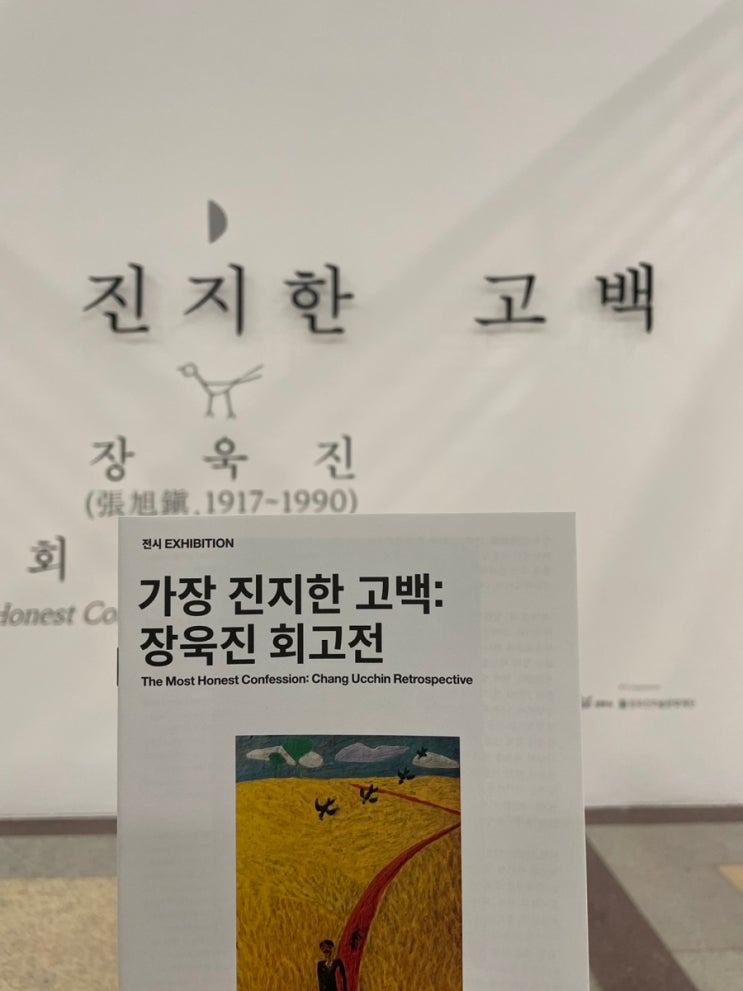 진지한 고백
장욱진
(張旭鎭, 1917~1990)
회
Honest Co
전시 EXHIBITION
가장 진지한 고백:
장욱진 회고전
The Most Honest Confession: Chang Ucchin Retrospective